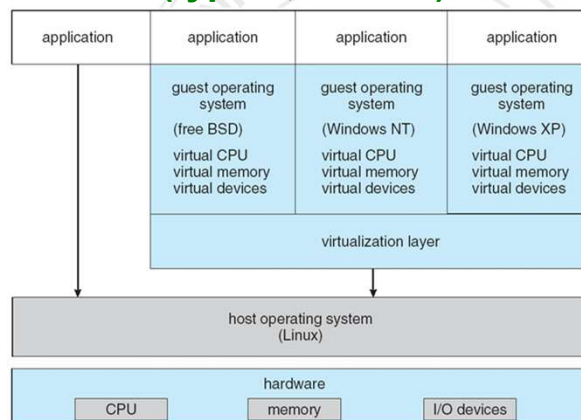 application
application
application
application
guest operating
system
(free BSD)
virtual CPU
virtual memory
virtual devices
guest operating
system
(Windows NT)
virtual CPU
virtual memory
virtual devices
guest operating
system
(Windows XP)
virtual CPU
virtual memory
virtual devices
virtualization layer
host operating system
(Linux)
hardware
CPU
memory
I/O devices